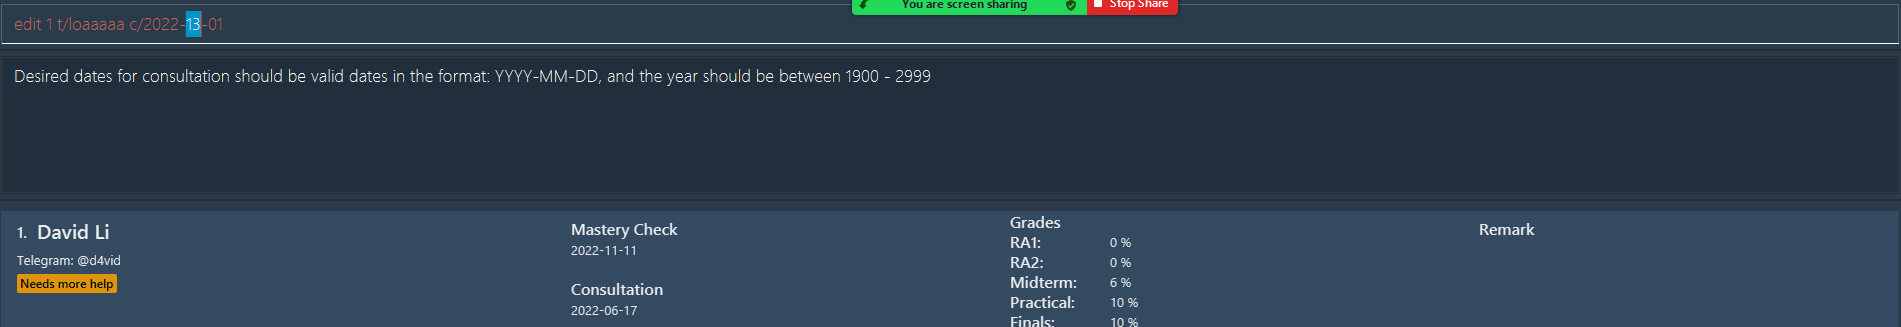 You are screen sharing
Stop Share
edit 1 t/loaaaaa c/2022-13-01
Desired dates for consultation should be valid dates in the format: YYYY-MM-DD, and the year should be between 1900 - 2999
1. David Li
Telegram: @d4vid
Needs more help
Mastery Check
2022-11-11
Consultation
2022-06-17
Grades
RA1: 0 %
RA2: 0 %
Midterm: 6 %
Practical: 10 %
Finals: 10 %
Remark